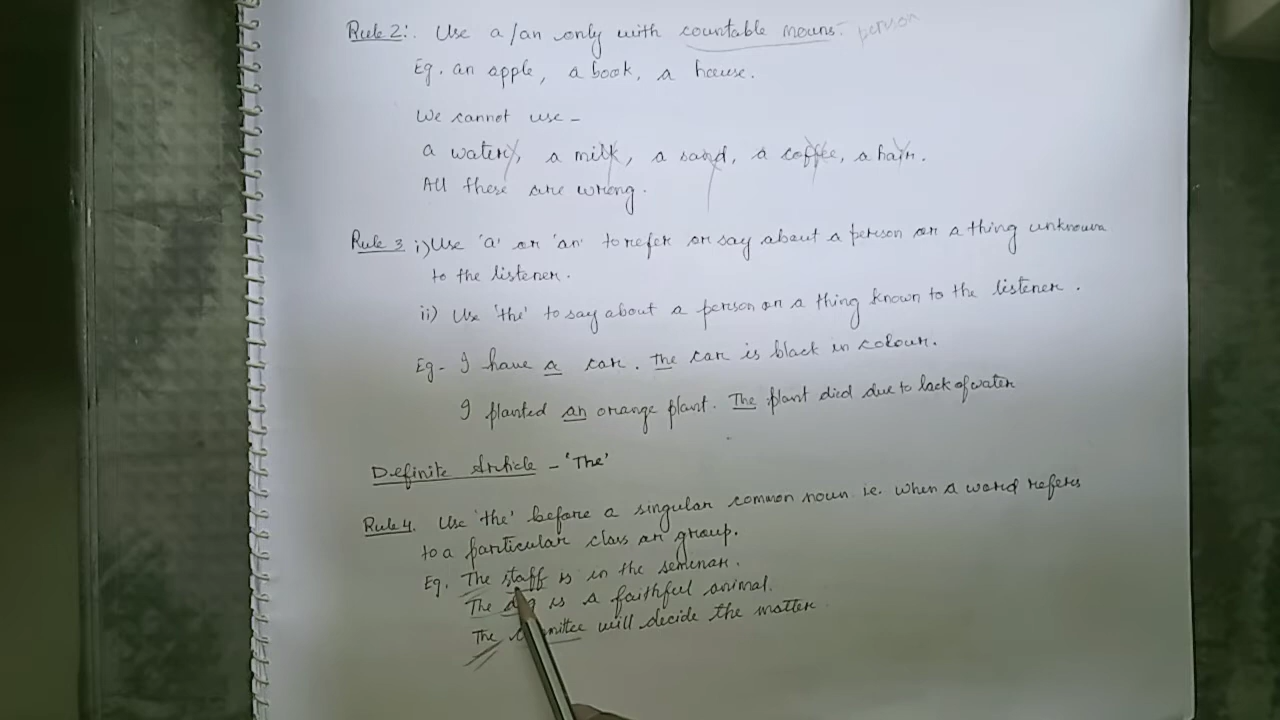 Rule 2:. Use a/an only with countable nouns:- person
Eg. an apple, a book, a house.
We cannot use -
a water, a milk, a sand, a coffee, a hair.
All these are wrong.
Rule 3 i) Use 'a' or 'an' to refer or say about a person or a thing unknown
to the listener.
ii) Use 'the' to say about a person or a thing known to the listener.
Eg- I have a car. The car is black in colour.
I planted an orange plant. The plant died due to lack of water
Definite Article - 'The'
Rule 4. Use 'the' before a singular common noun ie. when a word refers
to a particular class or group.
Eg. The staff is in the seminar.
The is a faithful animal.
The committee will decide the matter